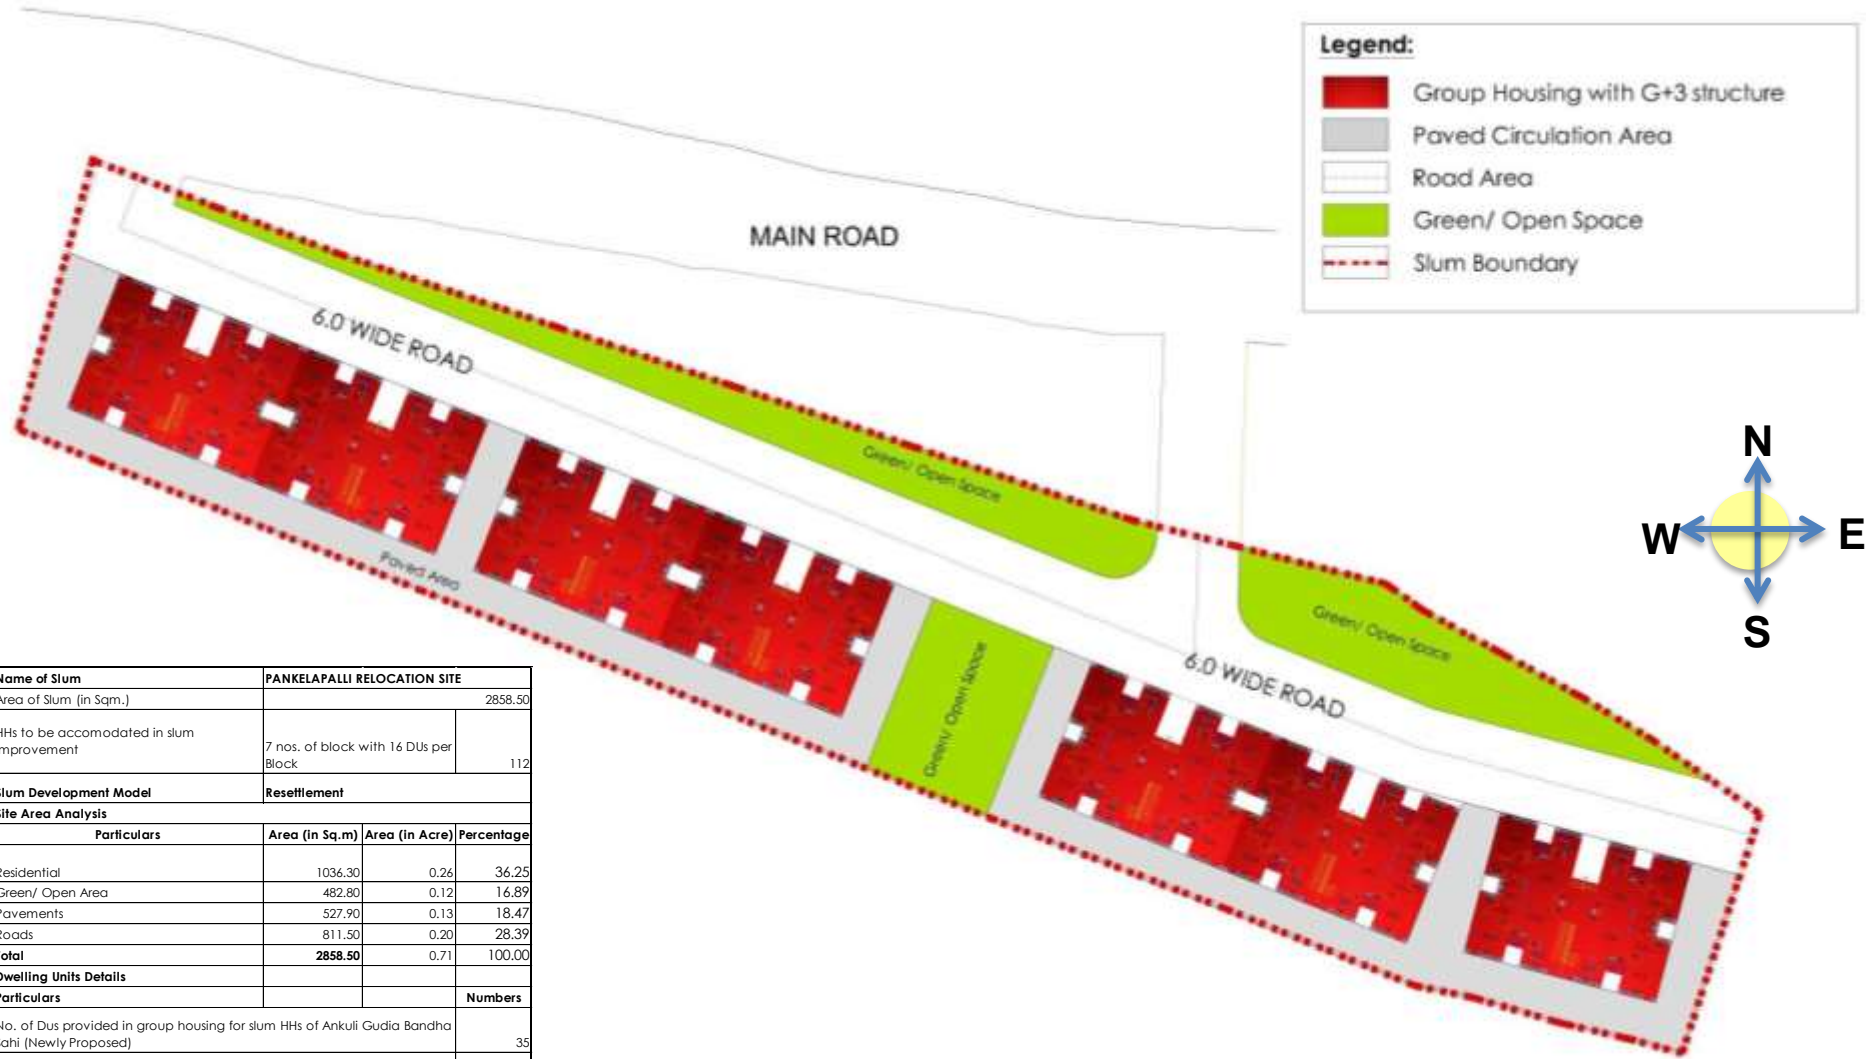 Legend:
Group Housing with G+3 structure
Paved Circulation Area
Road Area
Green/ Open Space
Slum Boundary
MAIN ROAD
6.0 WIDE ROAD
Green/ Open Space
N
W E
S
Green/ Open Space
Paved Area
Green/ Open Space
6.0 WIDE ROAD
Name of Slum PANKELAPALLI RELOCATION SITE
Area of Slum (in Sqm.) 2858.50
HHs to be accomodated in slum
improvement 7 nos. of block with 16 DUs per
Block 112
Slum Development Model Resettlement
Site Area Analysis
Particulars Area (in Sq.m) Area (in Acre) Percentage
Residential 1036.30 0.26 36.25
Green/ Open Area 482.80 0.12 16.89
Pavements 527.90 0.13 18.47
Roads 811.50 0.20 28.39
Total 2858.50 0.71 100.00
Dwelling Units Details
Particulars Numbers
No. of Dus provided in group housing for slum HHs of Ankuli Gudia Bandha
Sahi (Newly Proposed) 35